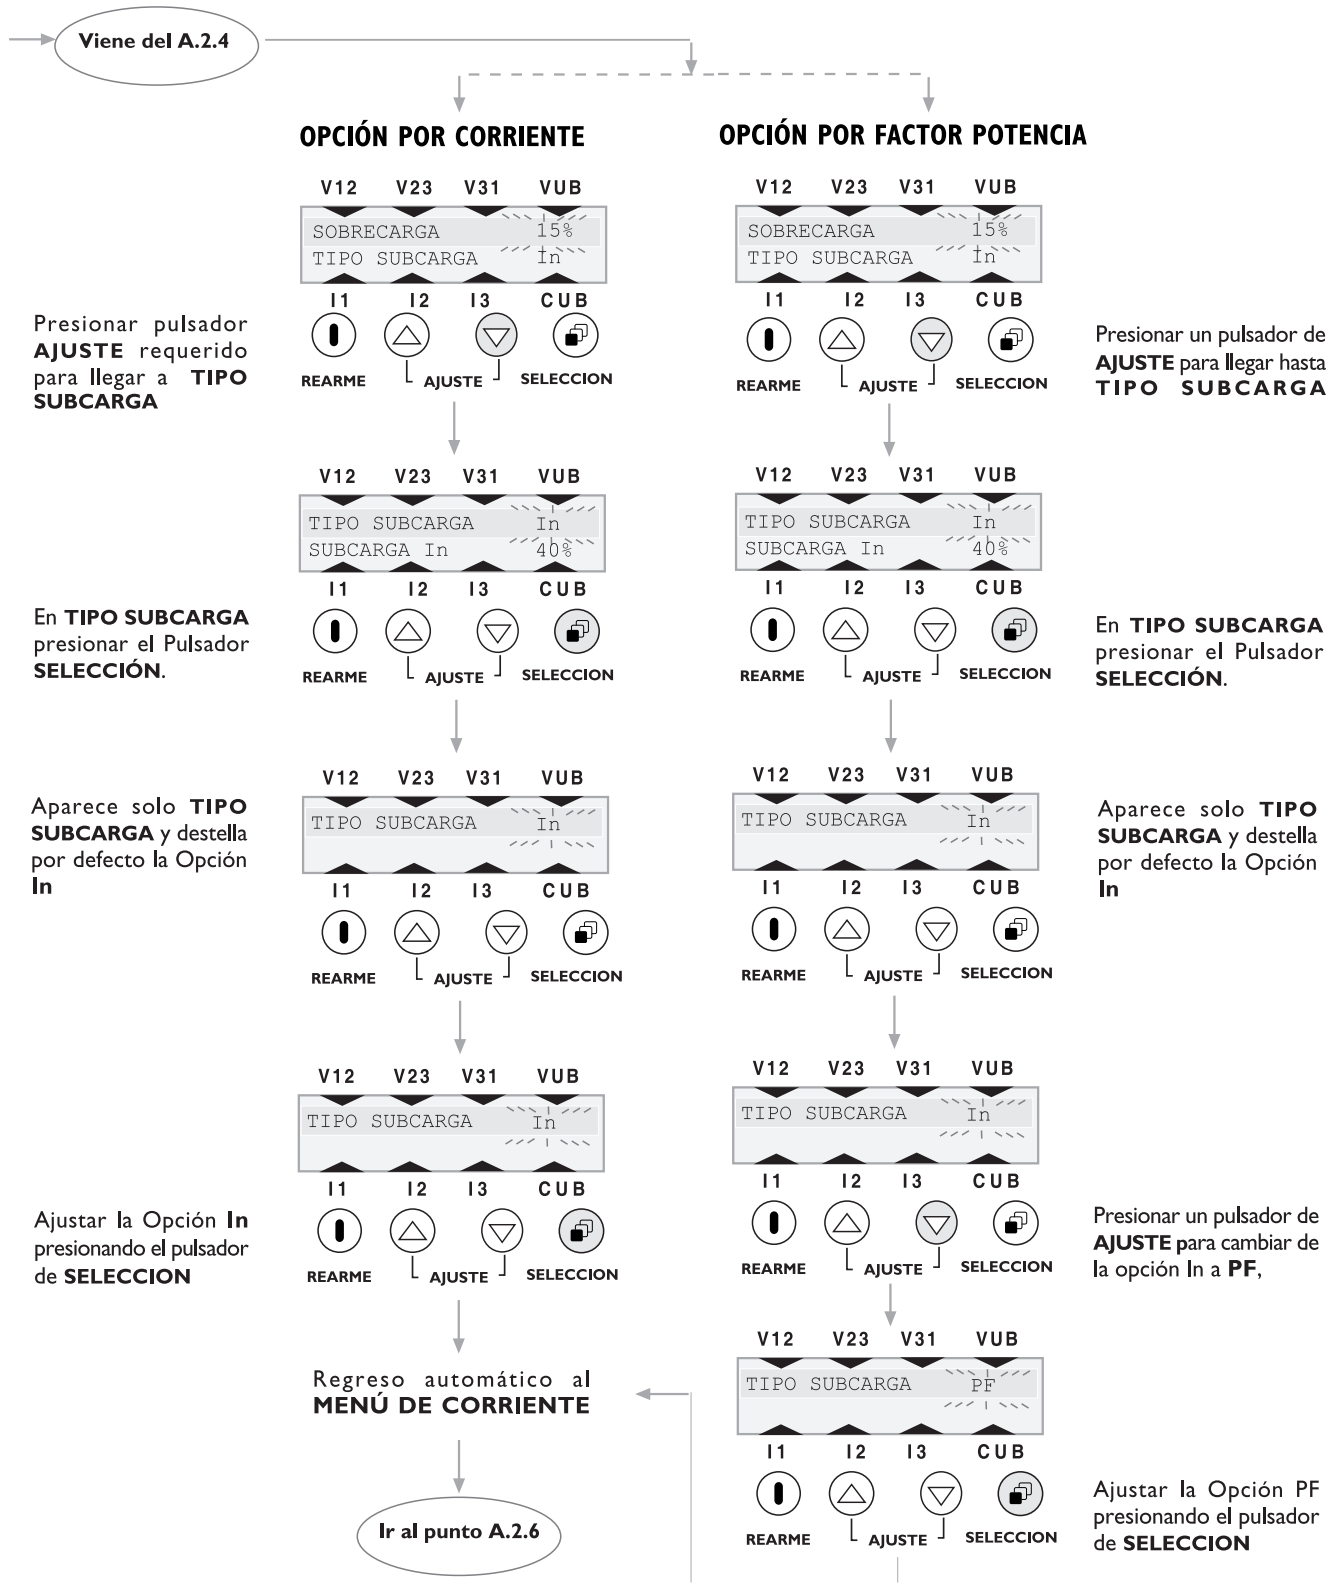 Viene del A.2.4
OPCIÓN POR CORRIENTE
V12 V23 V31 VUB
SOBRECARGA 15%
TIPO SUBCARGA In
I1 I2 I3 CUB
REARME AJUSTE SELECCION
Presionar pulsador
AJUSTE requerido
para llegar a TIPO
SUBCARGA
V12 V23 V31 VUB
TIPO SUBCARGA In
SUBCARGA In 40%
I1 I2 I3 CUB
REARME AJUSTE SELECCION
En TIPO SUBCARGA
presionar el Pulsador
SELECCIÓN.
V12 V23 V31 VUB
TIPO SUBCARGA In
I1 I2 I3 CUB
REARME AJUSTE SELECCION
Aparece solo TIPO
SUBCARGA y destella
por defecto la Opción
In
V12 V23 V31 VUB
TIPO SUBCARGA In
I1 I2 I3 CUB
REARME AJUSTE SELECCION
Ajustar la Opción In
presionando el pulsador
de SELECCION
Regreso automático al
MENÚ DE CORRIENTE
Ir al punto A.2.6
OPCIÓN POR FACTOR POTENCIA
V12 V23 V31 VUB
SOBRECARGA 15%
TIPO SUBCARGA In
I1 I2 I3 CUB
REARME AJUSTE SELECCION
Presionar un pulsador de
AJUSTE para llegar hasta
TIPO SUBCARGA
V12 V23 V31 VUB
TIPO SUBCARGA In
SUBCARGA In 40%
I1 I2 I3 CUB
REARME AJUSTE SELECCION
En TIPO SUBCARGA
presionar el Pulsador
SELECCIÓN.
V12 V23 V31 VUB
TIPO SUBCARGA In
I1 I2 I3 CUB
REARME AJUSTE SELECCION
Aparece solo TIPO
SUBCARGA y destella
por defecto la Opción
In
V12 V23 V31 VUB
TIPO SUBCARGA In
I1 I2 I3 CUB
REARME AJUSTE SELECCION
Presionar un pulsador de
AJUSTE para cambiar de
la opción In a PF,
V12 V23 V31 VUB
TIPO SUBCARGA PF
I1 I2 I3 CUB
REARME AJUSTE SELECCION
Ajustar la Opción PF
presionando el pulsador
de SELECCION